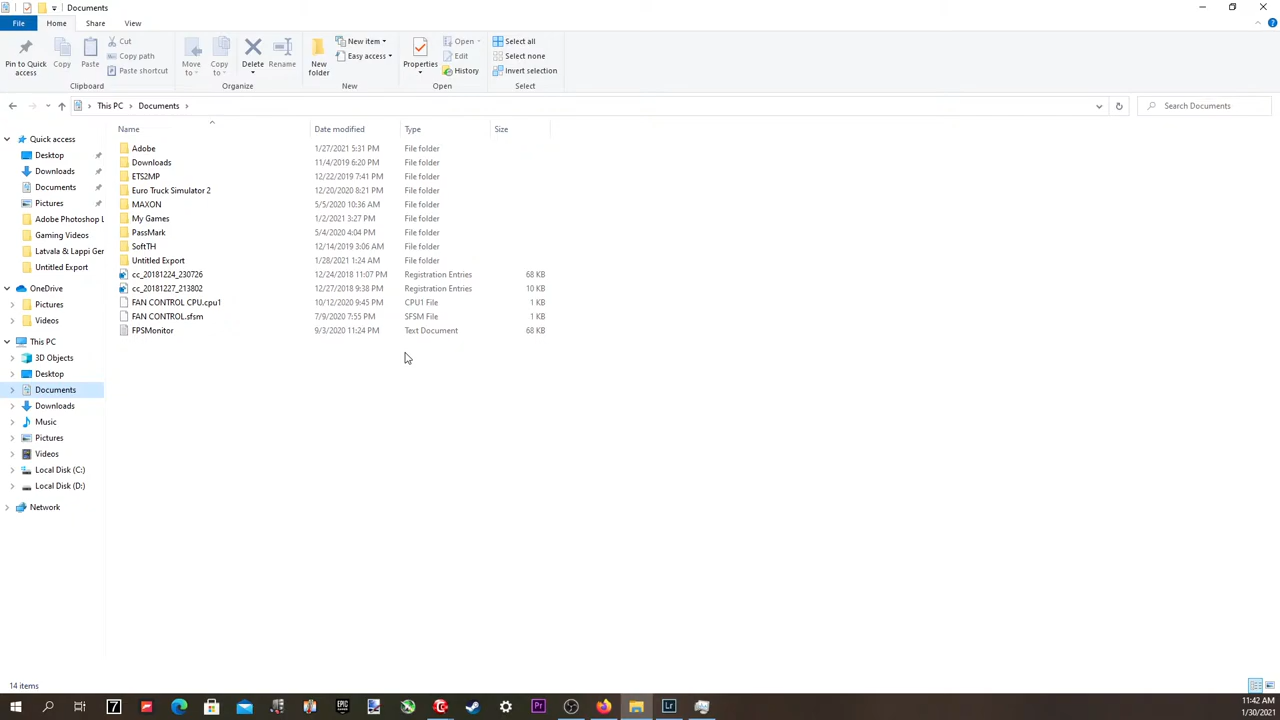 Documents
File Home Share View
Pin to Quick access
Copy
Paste
Cut
Copy path
Paste shortcut
Clipboard
Move to
Copy to
Delete
Rename
Organize
New folder
New item
Easy access
New
Properties
Open
Edit
History
Open
Select all
Select none
Invert selection
Select
This PC Documents
Search Documents
Name Date modified Type Size
Adobe 1/27/2021 5:31 PM File folder
Downloads 11/4/2019 6:20 PM File folder
ETS2MP 12/22/2019 7:41 PM File folder
Euro Truck Simulator 2 12/20/2020 8:21 PM File folder
MAXON 5/5/2020 10:36 AM File folder
My Games 1/2/2021 3:27 PM File folder
PassMark 5/4/2020 4:04 PM File folder
SoftTH 12/14/2019 3:06 AM File folder
Untitled Export 1/28/2021 1:24 AM File folder
cc_20181224_230726 12/24/2018 11:07 PM Registration Entries 68 KB
cc_20181227_213802 12/27/2018 9:38 PM Registration Entries 10 KB
FAN CONTROL CPU.cpu1 10/12/2020 9:45 PM CPU1 File 1 KB
FAN CONTROL.sfsm 7/9/2020 7:55 PM SFSM File 1 KB
FPSMonitor 9/3/2020 11:24 PM Text Document 68 KB
Quick access
Desktop
Downloads
Documents
Pictures
Adobe Photoshop L
Gaming Videos
Latvala & Lappi Ger
Untitled Export
OneDrive
Pictures
Videos
This PC
3D Objects
Desktop
Documents
Downloads
Music
Pictures
Videos
Local Disk (C:)
Local Disk (D:)
Network
14 items
7
EPIC
Pr
Lr
11:42 AM
1/30/2021